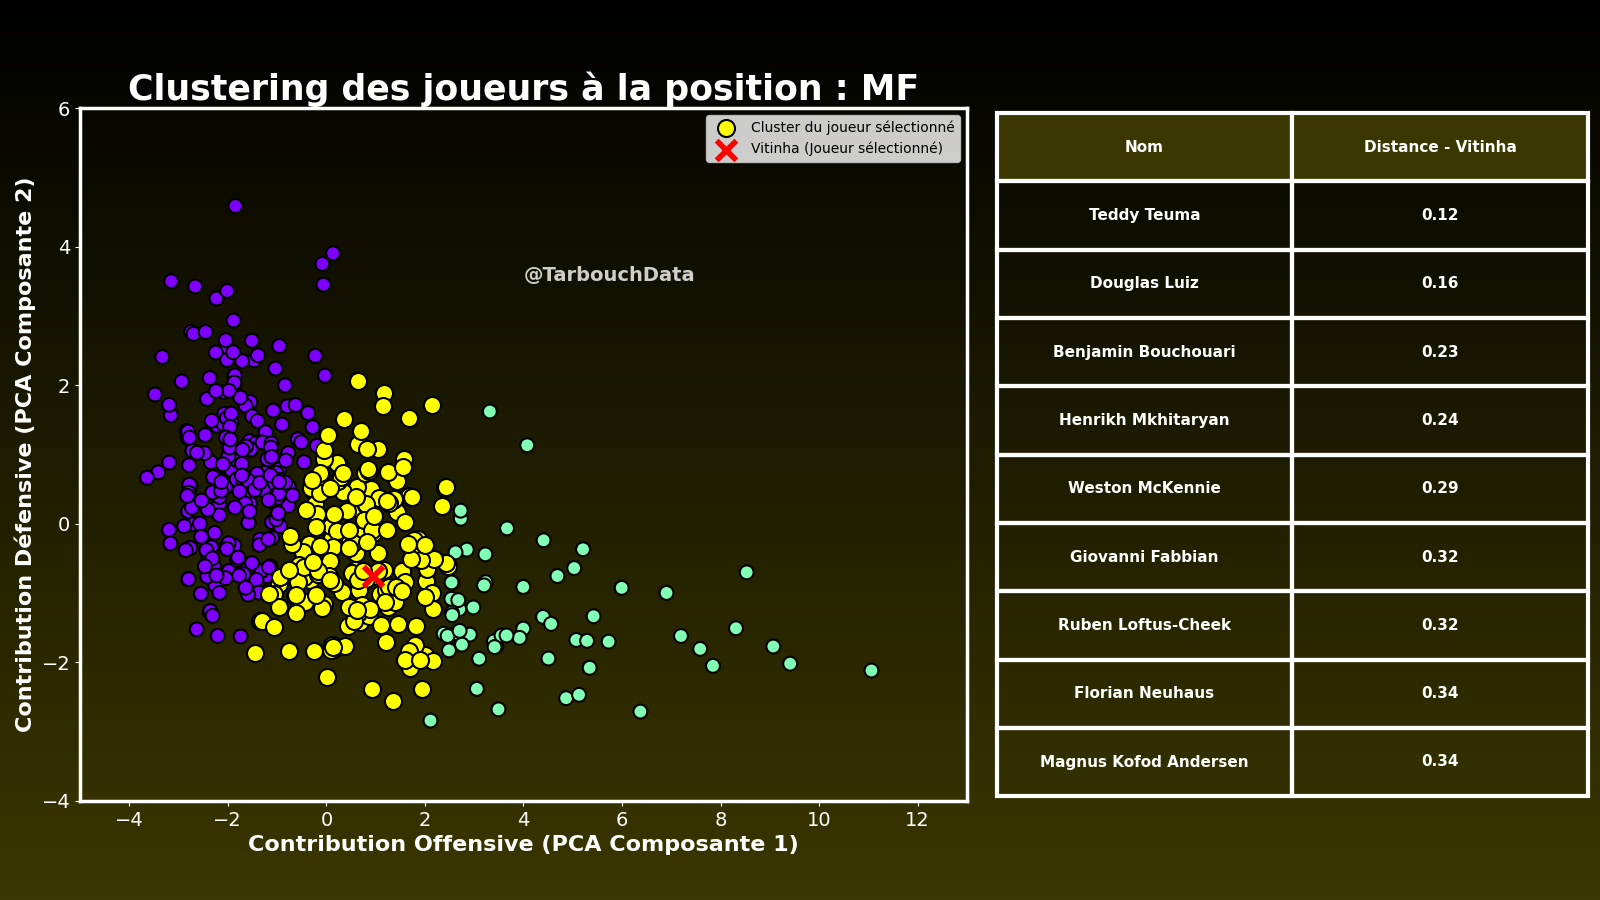 Clustering des joueurs à la position : MF
6
4
2
0
−2
−4
Contribution Défensive (PCA Composante 2)
Cluster du joueur sélectionné
Vitinha (Joueur sélectionné)
@TarbouchData
−4 −2 0 2 4 6 8 10 12
Contribution Offensive (PCA Composante 1)
Nom Distance - Vitinha
Teddy Teuma 0.12
Douglas Luiz 0.16
Benjamin Bouchouari 0.23
Henrikh Mkhitaryan 0.24
Weston McKennie 0.29
Giovanni Fabbian 0.32
Ruben Loftus-Cheek 0.32
Florian Neuhaus 0.34
Magnus Kofod Andersen 0.34